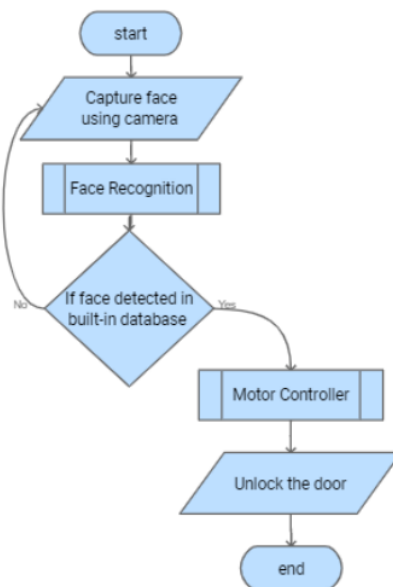 start
Capture face
using camera
Face Recognition
If face detected in
built-in database
No
Yes
Motor Controller
Unlock the door
end